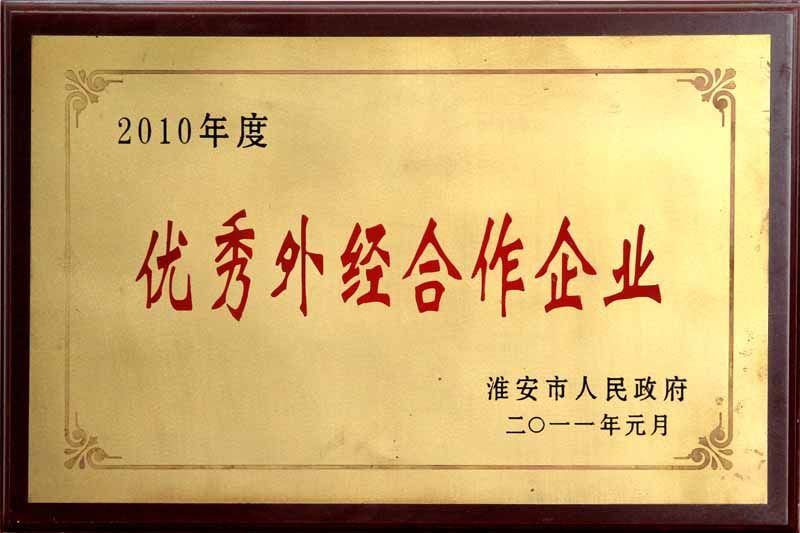 2010年度
优秀外经合作企业
淮安市人民政府
二〇一一年元月